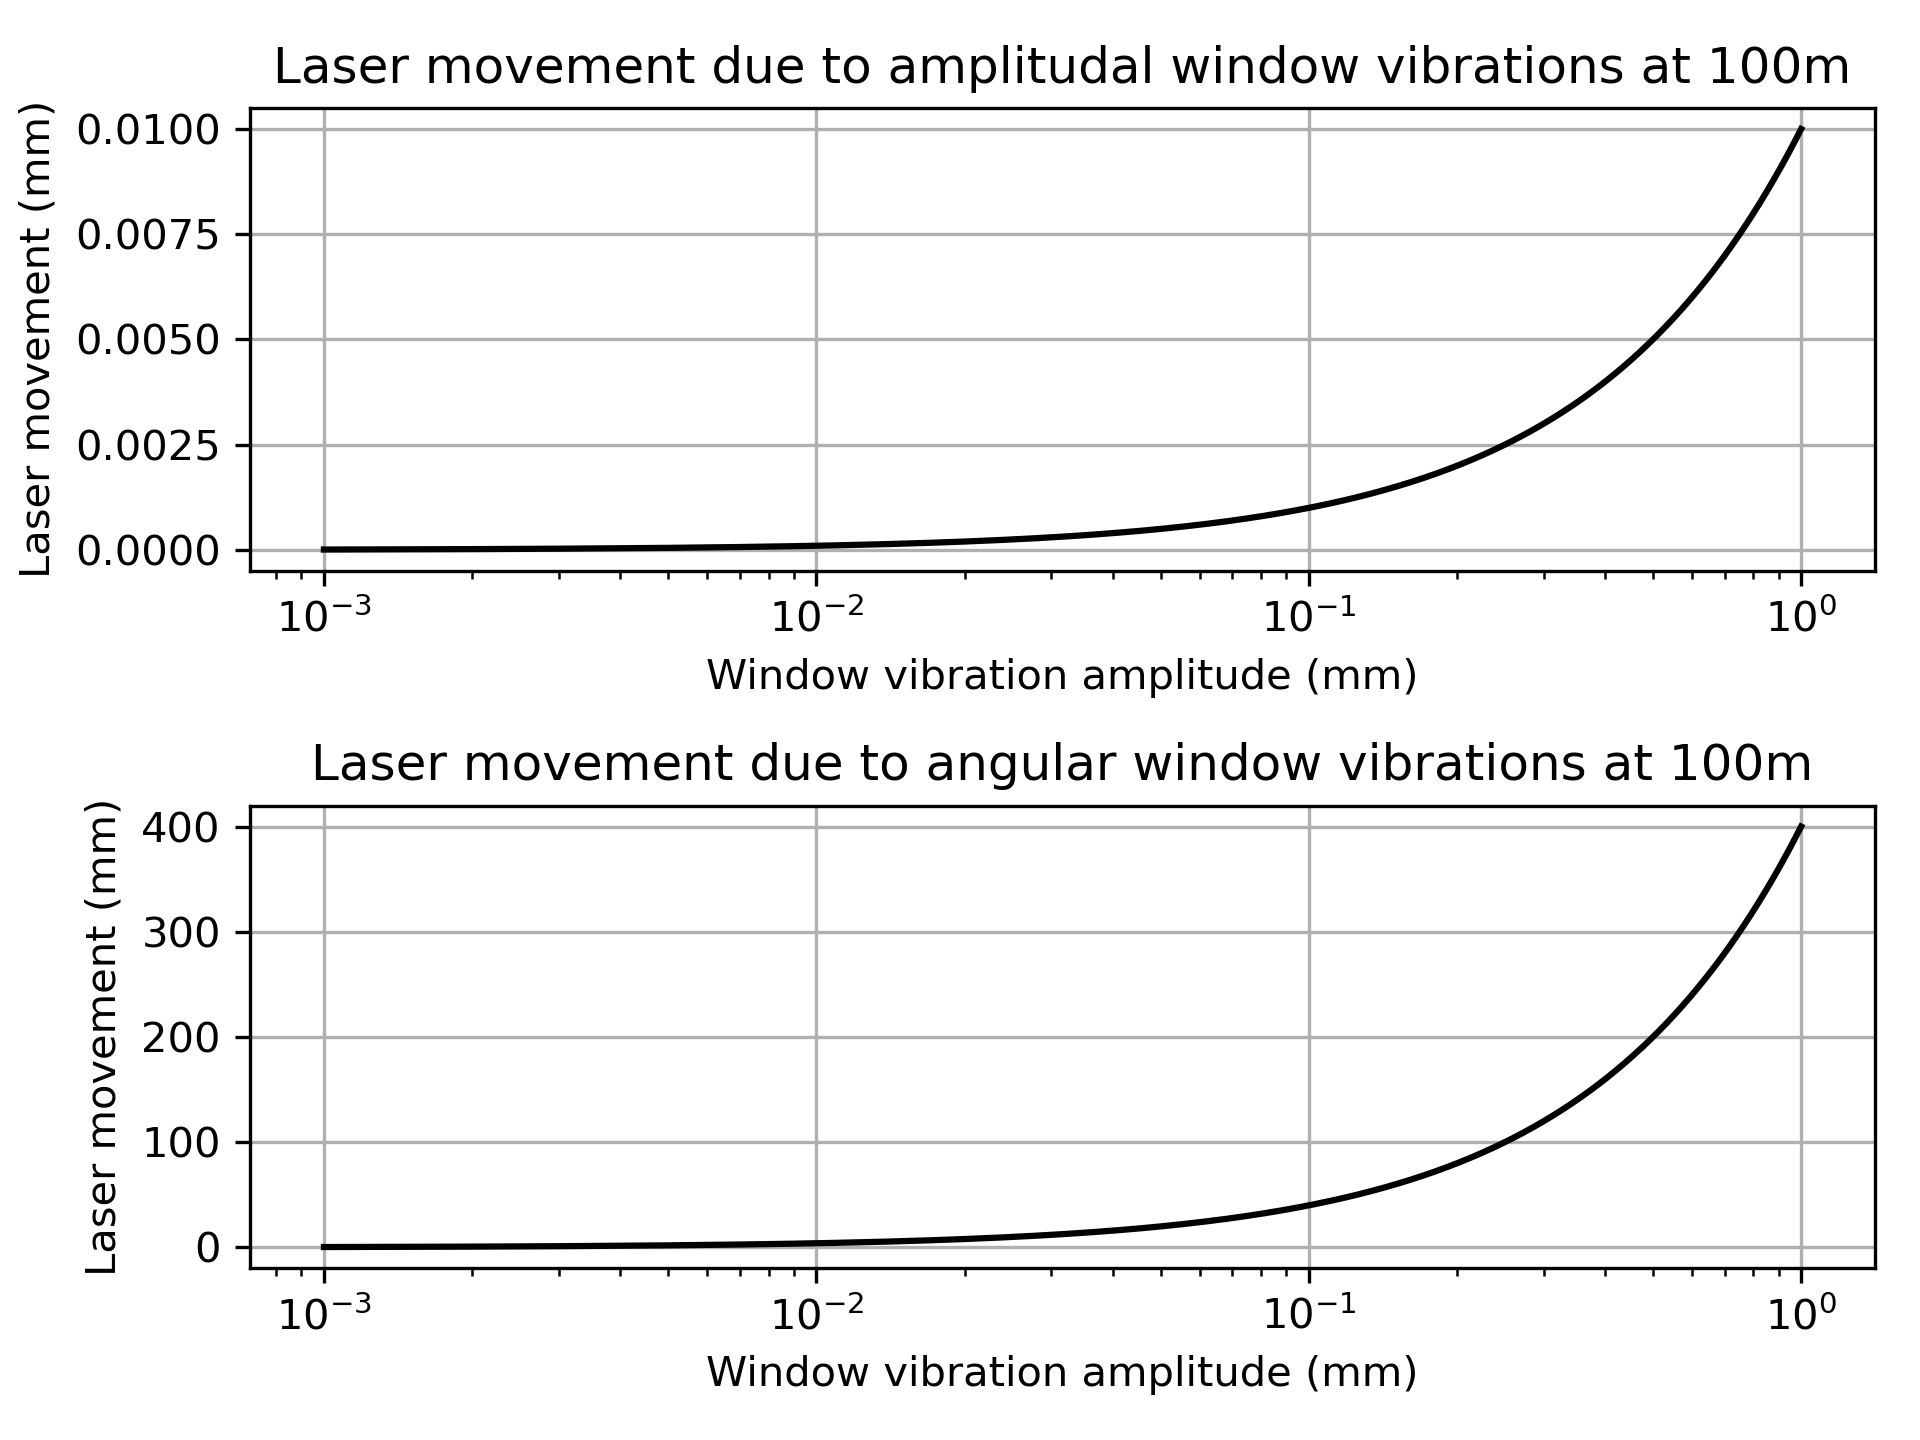 Laser movement due to amplitudal window vibrations at 100m
Laser movement (mm)
0.0100
0.0075
0.0050
0.0025
0.0000
10⁻³ 10⁻² 10⁻¹ 10⁰
Window vibration amplitude (mm)
Laser movement due to angular window vibrations at 100m
Laser movement (mm)
400
300
200
100
0
10⁻³ 10⁻² 10⁻¹ 10⁰
Window vibration amplitude (mm)